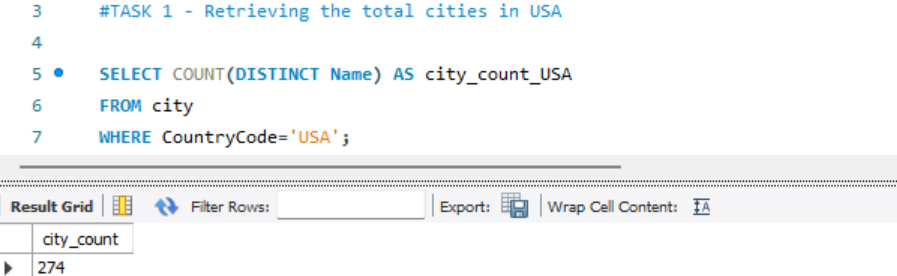 3 #TASK 1 - Retrieving the total cities in USA
4
5 SELECT COUNT(DISTINCT Name) AS city_count_USA
6 FROM city
7 WHERE CountryCode='USA';
Result Grid Filter Rows: Export: Wrap Cell Content: IA
city_count
274